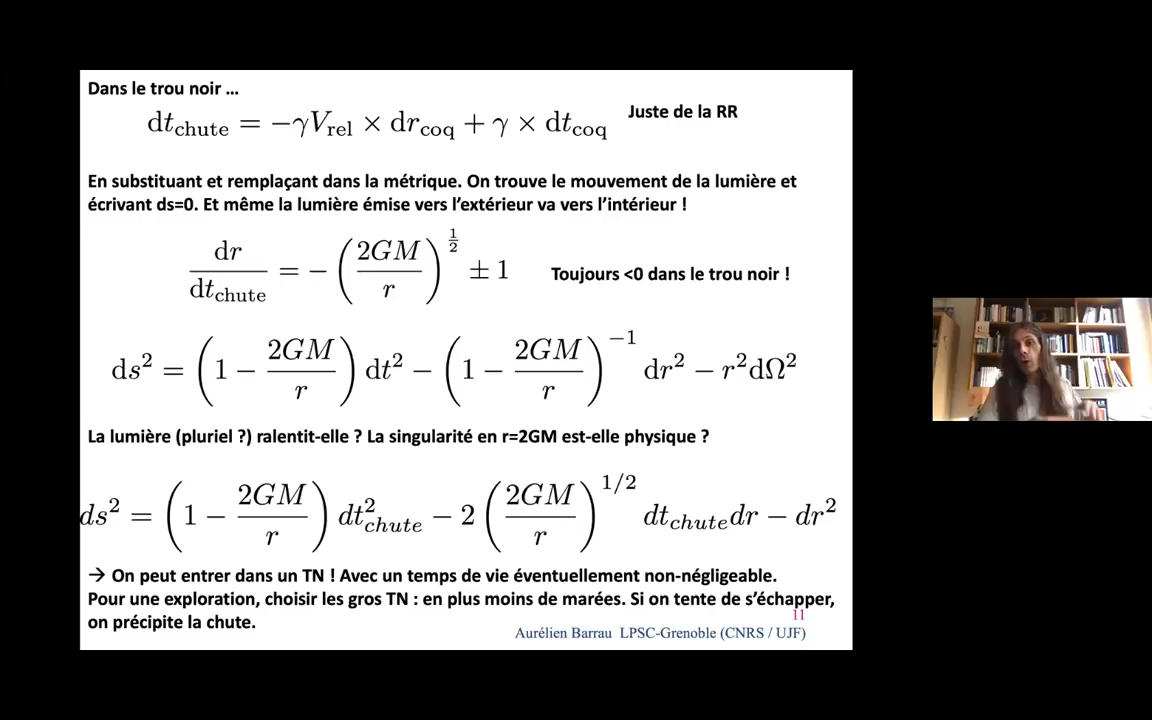 Dans le trou noir ...
dt_chute = −γV_rel × dr_coq + γ × dt_coq
Juste de la RR
En substituant et remplaçant dans la métrique. On trouve le mouvement de la lumière et
écrivant ds=0. Et même la lumière émise vers l'extérieur va vers l'intérieur !
dr/dt_chute = −(2GM/r)^(1/2) ± 1
Toujours <0 dans le trou noir !
ds² = (1 − 2GM/r) dt² − (1 − 2GM/r)^(−1) dr² − r²dΩ²
La lumière (pluriel ?) ralentit-elle ? La singularité en r=2GM est-elle physique ?
ds² = (1 − 2GM/r) dt²_chute − 2 (2GM/r)^(1/2) dt_chute dr − dr²
→ On peut entrer dans un TN ! Avec un temps de vie éventuellement non-négligeable.
Pour une exploration, choisir les gros TN : en plus moins de marées. Si on tente de s'échapper,
on précipite la chute.
11
Aurélien Barrau LPSC-Grenoble (CNRS / UJF)